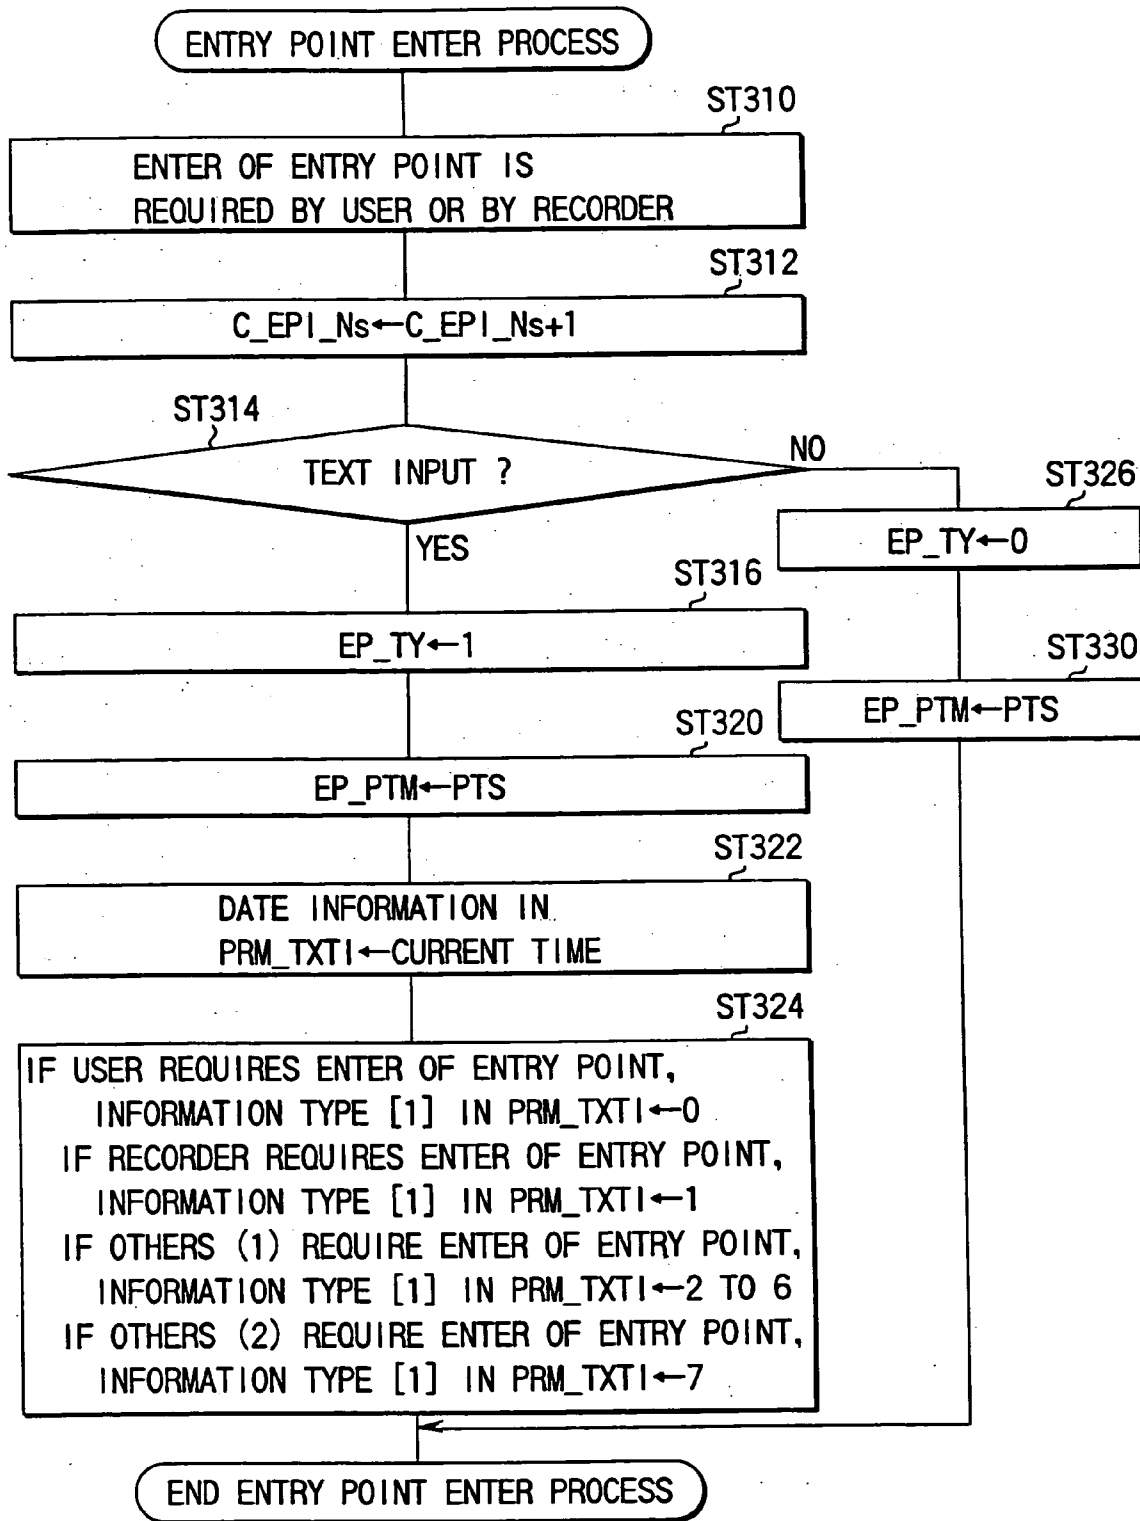 ENTRY POINT ENTER PROCESS
ST310
ENTER OF ENTRY POINT IS
REQUIRED BY USER OR BY RECORDER
ST312
C_EPI_Ns←C_EPI_Ns+1
ST314
TEXT INPUT ?
NO
YES
ST326
EP_TY←0
ST316
EP_TY←1
ST330
EP_PTM←PTS
ST320
EP_PTM←PTS
ST322
DATE INFORMATION IN
PRM_TXTI←CURRENT TIME
ST324
IF USER REQUIRES ENTER OF ENTRY POINT,
INFORMATION TYPE [1] IN PRM_TXTI←0
IF RECORDER REQUIRES ENTER OF ENTRY POINT,
INFORMATION TYPE [1] IN PRM_TXTI←1
IF OTHERS (1) REQUIRE ENTER OF ENTRY POINT,
INFORMATION TYPE [1] IN PRM_TXTI←2 TO 6
IF OTHERS (2) REQUIRE ENTER OF ENTRY POINT,
INFORMATION TYPE [1] IN PRM_TXTI←7
END ENTRY POINT ENTER PROCESS